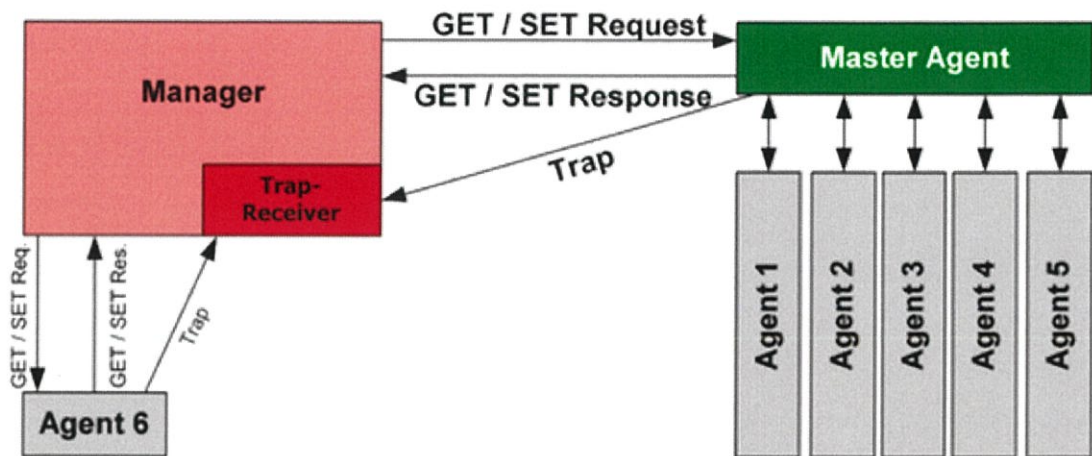 GET / SET Request
Master Agent
Manager
GET / SET Response
Trap
Trap-
Receiver
GET / SET Req.
GET / SET Res.
Trap
Agent 1
Agent 2
Agent 3
Agent 4
Agent 5
Agent 6